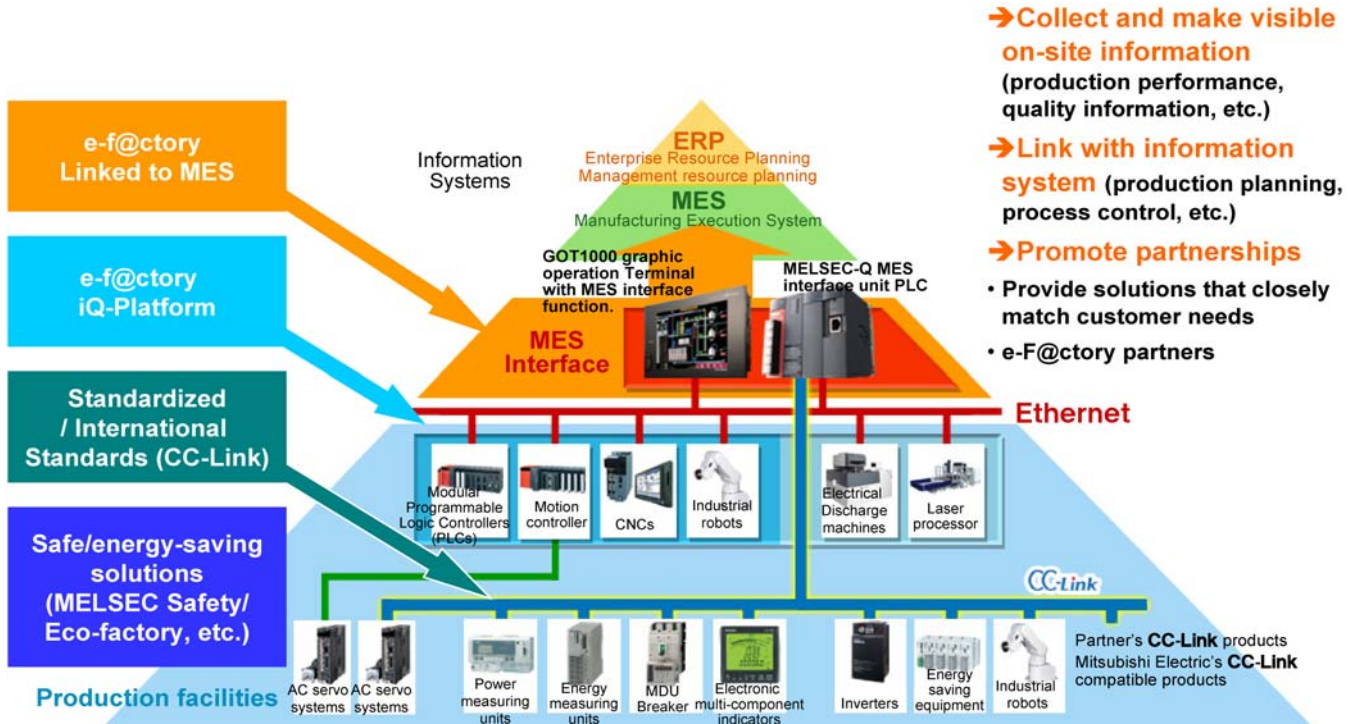 ➔Collect and make visible
on-site information
(production performance,
quality information, etc.)
➔Link with information
system (production planning,
process control, etc.)
➔Promote partnerships
• Provide solutions that closely
match customer needs
• e-F@ctory partners
e-f@ctory
Linked to MES
e-f@ctory
iQ-Platform
Standardized
/ International
Standards (CC-Link)
Safe/energy-saving
solutions
(MELSEC Safety/
Eco-factory, etc.)
Information
Systems
ERP
Enterprise Resource Planning
Management resource planning
MES
Manufacturing Execution System
GOT1000 graphic
operation Terminal
with MES interface
function.
MELSEC-Q MES
interface unit PLC
MES
Interface
Ethernet
Modular
Programmable
Logic Controllers
(PLCs)
Motion
controller
CNCs
Industrial
robots
Electrical
Discharge
machines
Laser
processor
CC-Link
Production facilities
AC servo
systems
AC servo
systems
Power
measuring
units
Energy
measuring
units
MDU
Breaker
Electronic
multi-component
indicators
Inverters
Energy
saving
equipment
Industrial
robots
Partner's CC-Link products
Mitsubishi Electric's CC-Link
compatible products